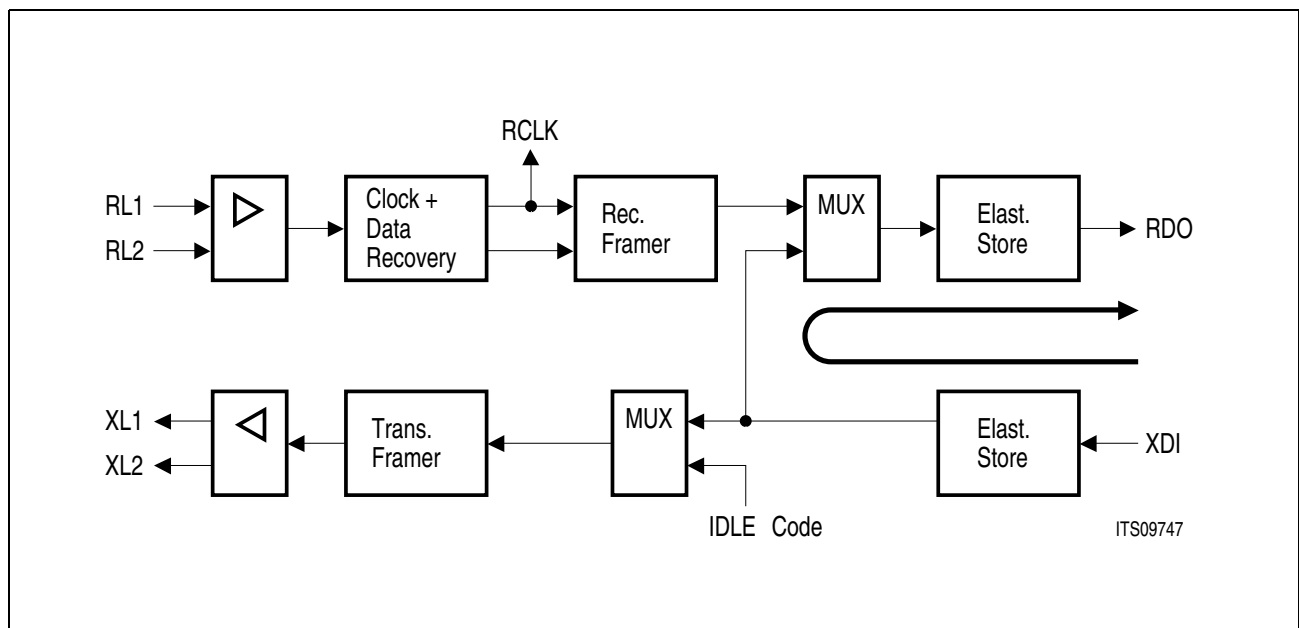 RCLK
RL1
RL2
Clock +
Data
Recovery
Rec.
Framer
MUX
Elast.
Store
RDO
XL1
XL2
Trans.
Framer
MUX
Elast.
Store
XDI
IDLE Code
ITS09747